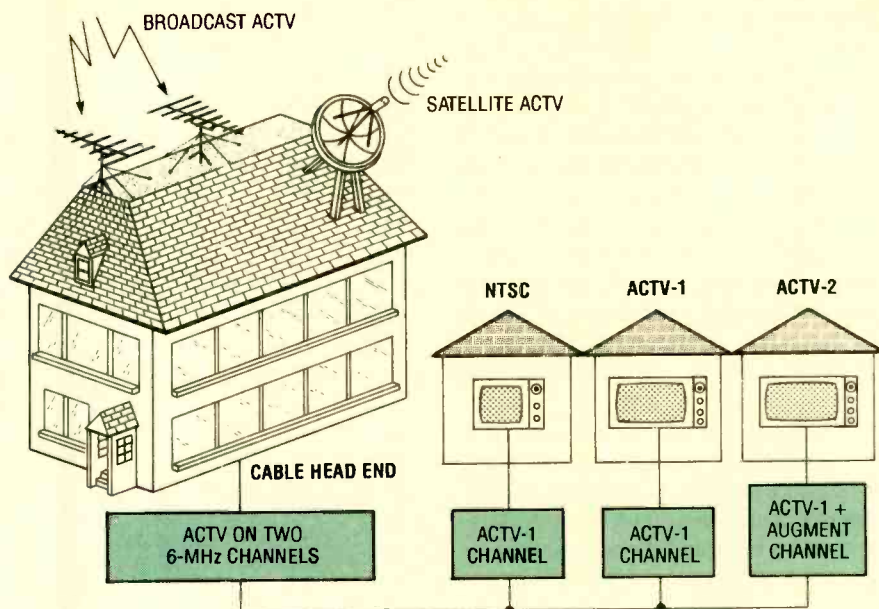 BROADCAST ACTV
SATELLITE ACTV
NTSC
ACTV-1
ACTV-2
CABLE HEAD END
ACTV ON TWO
6-MHz CHANNELS
ACTV-1
CHANNEL
ACTV-1
CHANNEL
ACTV-1 +
AUGMENT
CHANNEL